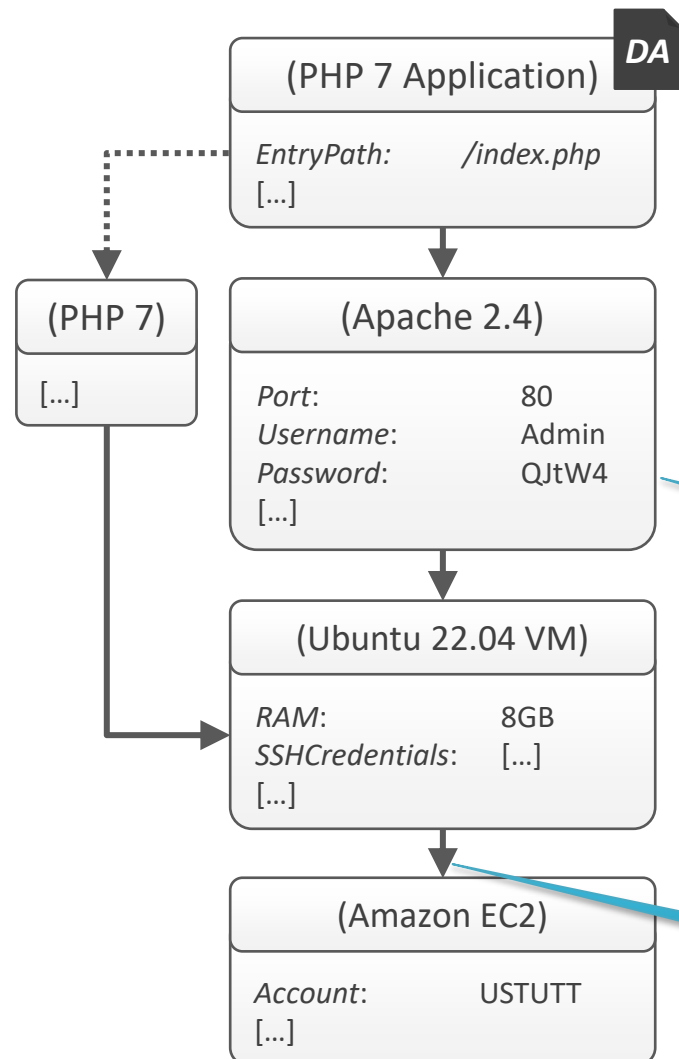 DA
(PHP 7 Application)
EntryPath: /index.php
[...]
(PHP 7)
[...]
(Apache 2.4)
Port: 80
Username: Admin
Password: QJtW4
[...]
(Ubuntu 22.04 VM)
RAM: 8GB
SSHCredentials: [...]
[...]
(Amazon EC2)
Account: USTUTT
[...]